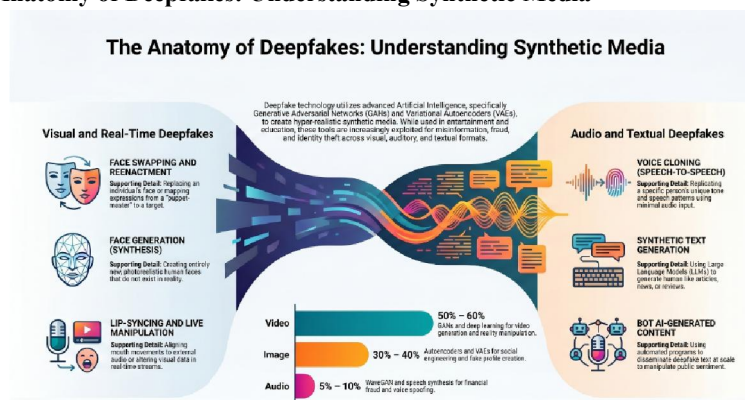 natomy of Deepfakes: Understanding Synthetic Media
The Anatomy of Deepfakes: Understanding Synthetic Media
Deepfake technology utilizes advanced Artificial Intelligence, specifically
Generative Adversarial Networks (GAHs) and Variational Autoencoders (VAEs),
to create hyper-realistic synthetic media. While used in entertainment and
education, these tools are increasingly exploited for misinformation, fraud,
and identity theft across visual, auditory, and textual formats.
Visual and Real-Time Deepfakes
FACE SWAPPING AND
REENACTMENT
Supporting Detail: Replacing an
individual's face or mapping
expressions from a "puppet-
master" to a target.
FACE GENERATION
(SYNTHESIS)
Supporting Detail: Creating entirely
new, photorealistic human faces
that do not exist in reality.
LIP-SYNCING AND LIVE
MANIPULATION
Supporting Detail: Aligning
mouth movements to external
audio or altering visual data in
real-time streams.
Video
50% – 60%
GANs and deep learning for video
generation and reality manipulation.
Image
30% – 40%
Autoencoders and VAEs for social
engineering and fake profile creation.
Audio
5% – 10%
WaveGAN and speech synthesis for financial
fraud and voice spoofing.
Audio and Textual Deepfakes
VOICE CLONING
(SPEECH-TO-SPEECH)
Supporting Detail: Replicating
a specific person's unique tone
and speech patterns using
minimal audio input.
SYNTHETIC TEXT
GENERATION
Supporting Detail: Using Large
Language Models (LLMs) to
generate human like articles,
news, or reviews.
BOT AI-GENERATED
CONTENT
Supporting Detail: Using
automated programs to
disseminate deepfake text at scale
to manipulate public sentiment.